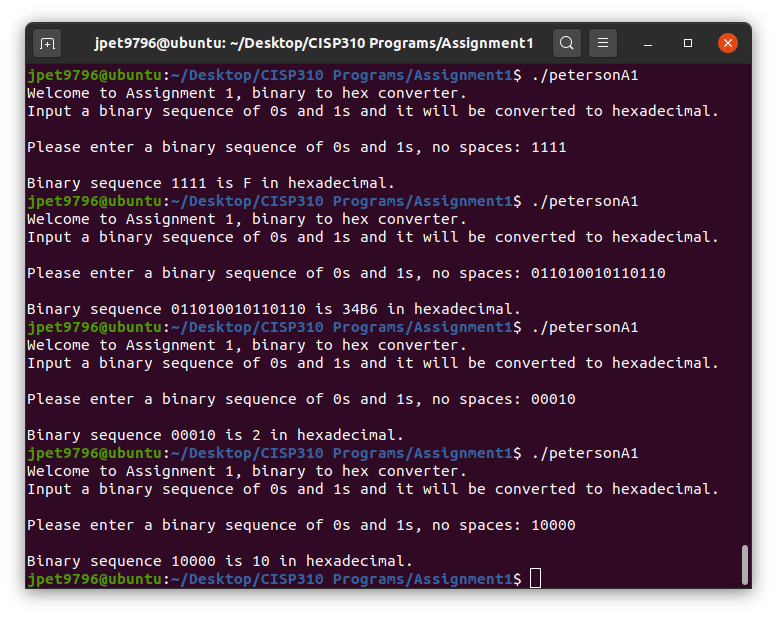 jpet9796@ubuntu: ~/Desktop/CISP310 Programs/Assignment1
jpet9796@ubuntu:~/Desktop/CISP310 Programs/Assignment1$ ./petersonA1
Welcome to Assignment 1, binary to hex converter.
Input a binary sequence of 0s and 1s and it will be converted to hexadecimal.
Please enter a binary sequence of 0s and 1s, no spaces: 1111
Binary sequence 1111 is F in hexadecimal.
jpet9796@ubuntu:~/Desktop/CISP310 Programs/Assignment1$ ./petersonA1
Welcome to Assignment 1, binary to hex converter.
Input a binary sequence of 0s and 1s and it will be converted to hexadecimal.
Please enter a binary sequence of 0s and 1s, no spaces: 011010010110110
Binary sequence 011010010110110 is 34B6 in hexadecimal.
jpet9796@ubuntu:~/Desktop/CISP310 Programs/Assignment1$ ./petersonA1
Welcome to Assignment 1, binary to hex converter.
Input a binary sequence of 0s and 1s and it will be converted to hexadecimal.
Please enter a binary sequence of 0s and 1s, no spaces: 00010
Binary sequence 00010 is 2 in hexadecimal.
jpet9796@ubuntu:~/Desktop/CISP310 Programs/Assignment1$ ./petersonA1
Welcome to Assignment 1, binary to hex converter.
Input a binary sequence of 0s and 1s and it will be converted to hexadecimal.
Please enter a binary sequence of 0s and 1s, no spaces: 10000
Binary sequence 10000 is 10 in hexadecimal.
jpet9796@ubuntu:~/Desktop/CISP310 Programs/Assignment1$